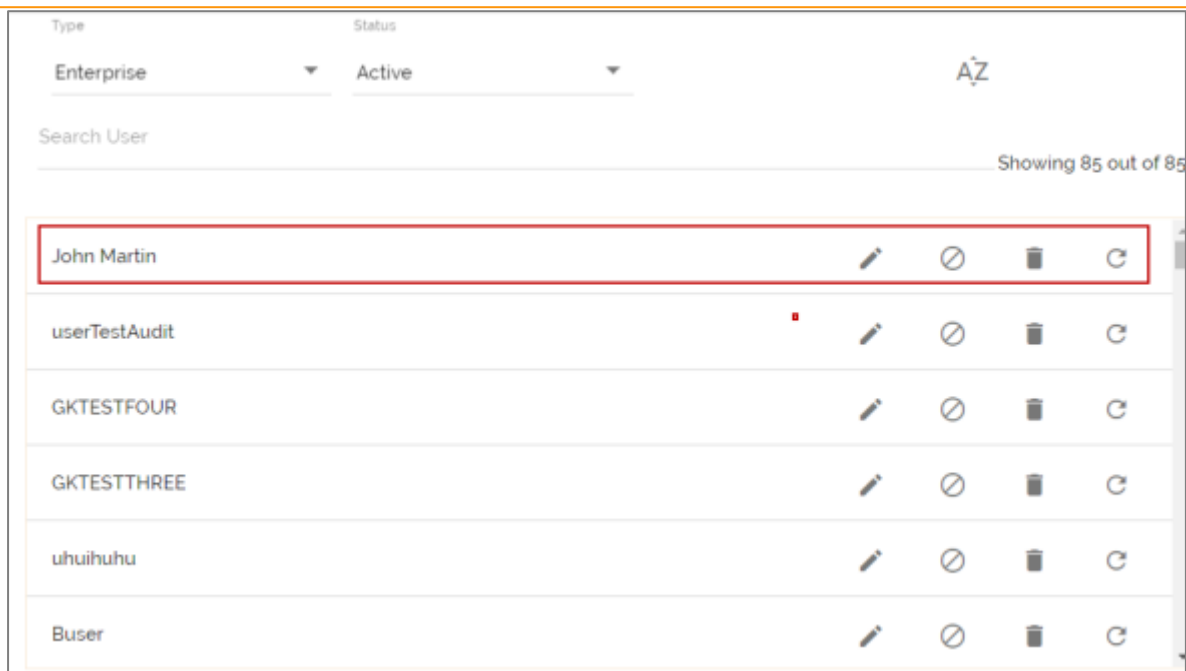 Type Status
Enterprise Active
AZ
Search User
Showing 85 out of 85
John Martin
userTestAudit
GKTESTFOUR
GKTESTTHREE
uhuihuhu
Buser